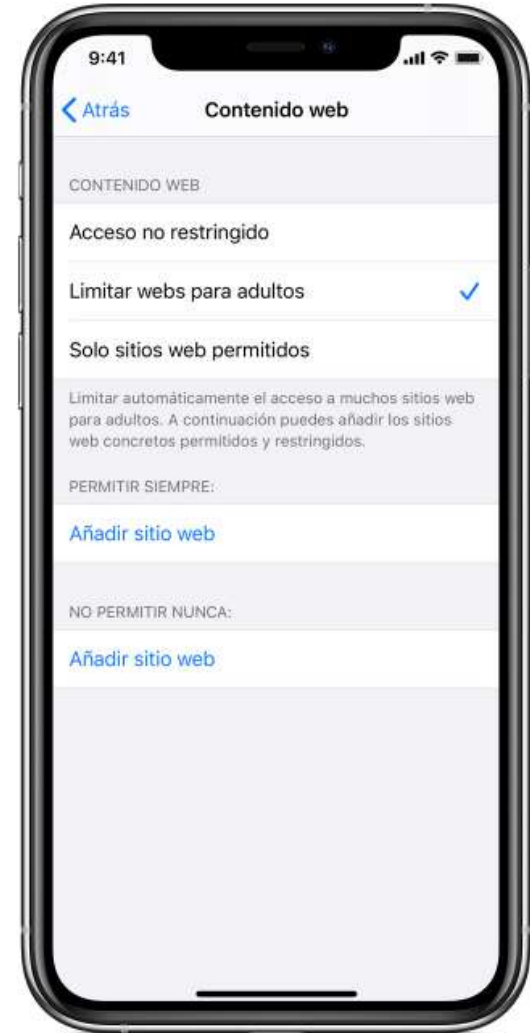 9:41
Atrás
Contenido web
CONTENIDO WEB
Acceso no restringido
Limitar webs para adultos
Solo sitios web permitidos
Limitar automáticamente el acceso a muchos sitios web
para adultos. A continuación puedes añadir los sitios
web concretos permitidos y restringidos.
PERMITIR SIEMPRE:
Añadir sitio web
NO PERMITIR NUNCA:
Añadir sitio web